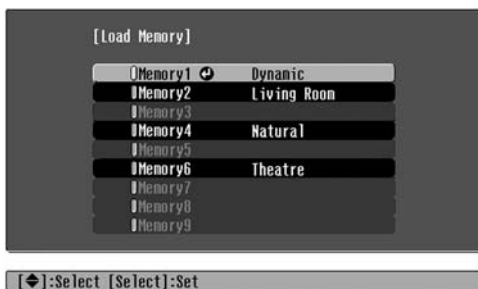 [Load Memory]
Memory1 Dynamic
Memory2 Living Room
Memory3
Memory4 Natural
Memory5
Memory6 Theatre
Memory7
Memory8
Memory9
[◆]:Select [Select]:Set